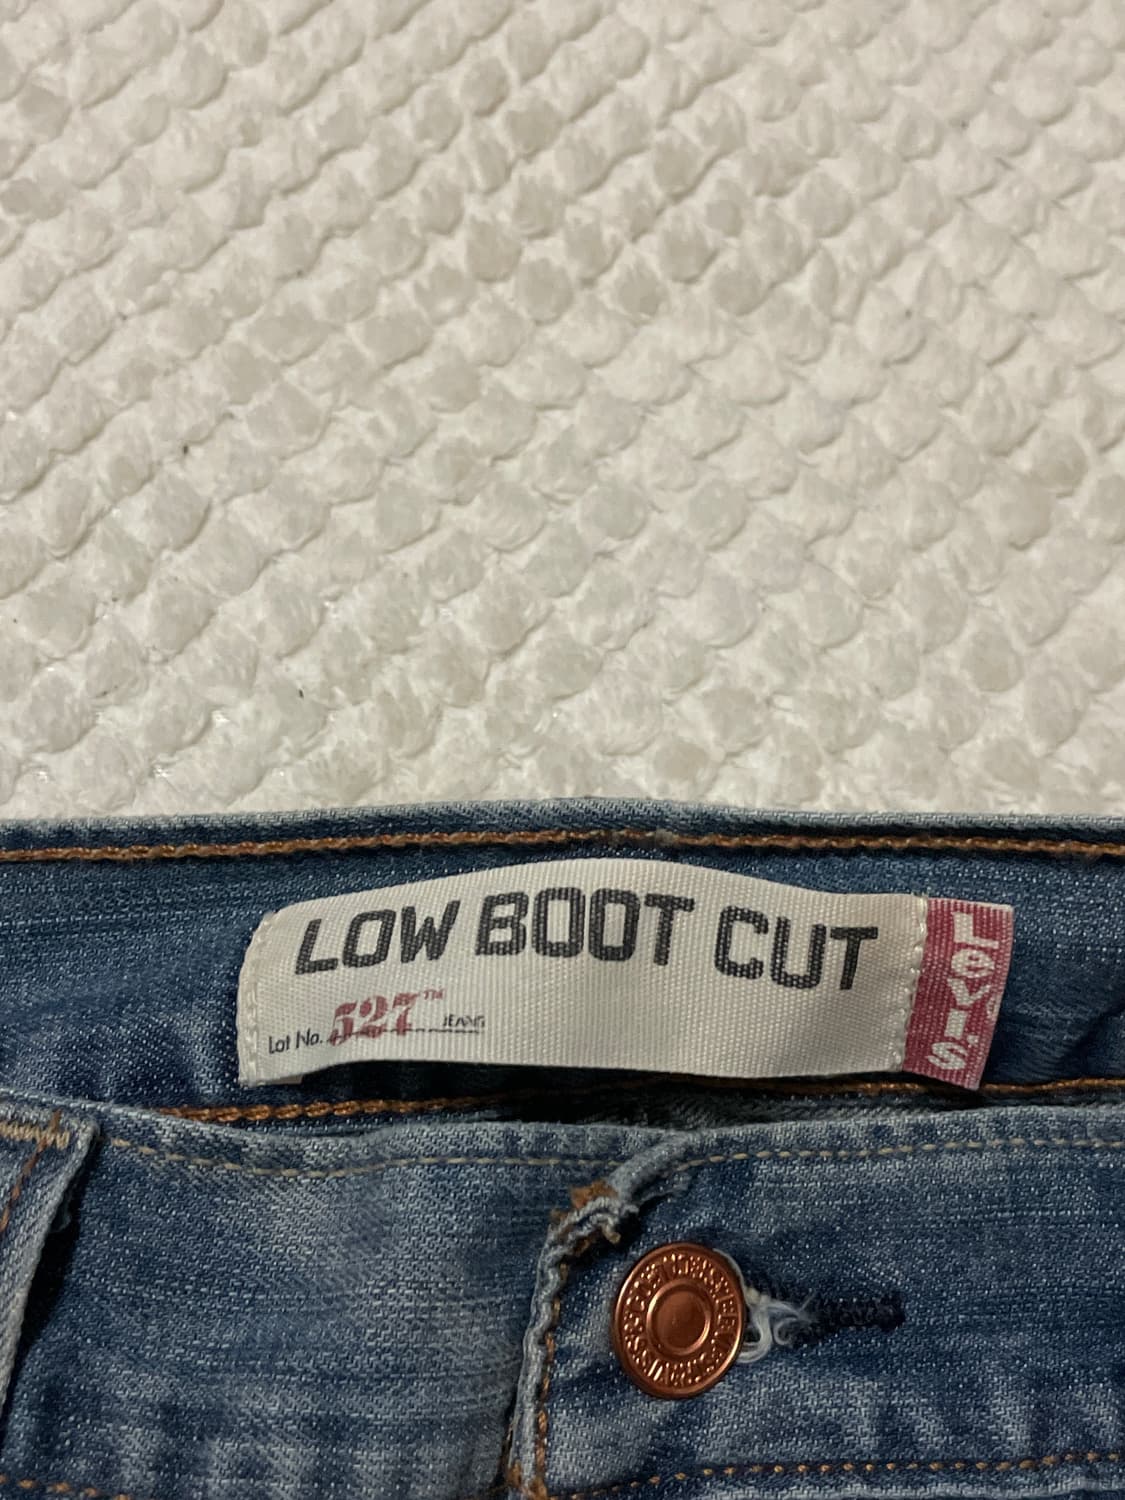 LOW BOOT CUT
Lot No. 527™ JEANS
Levi's